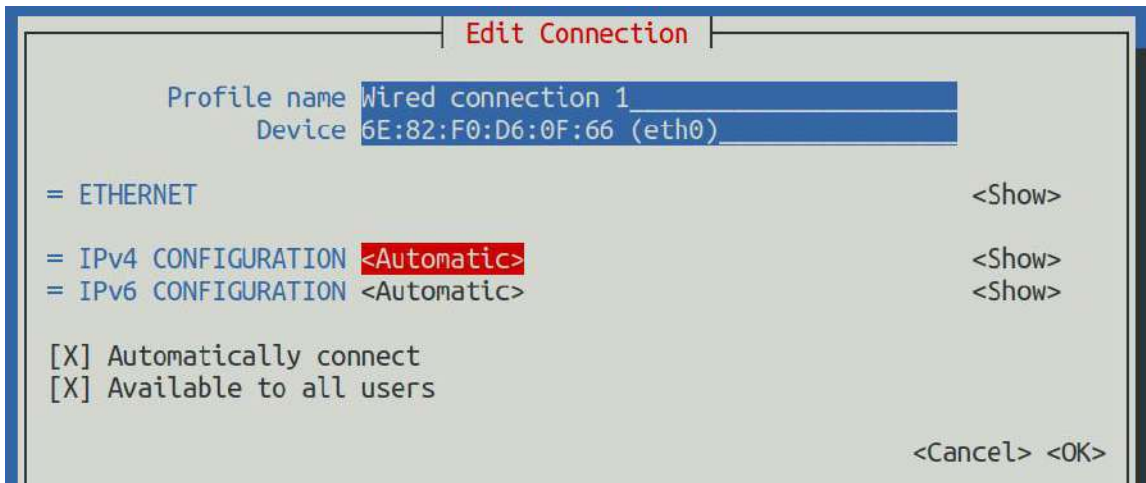 Edit Connection
Profile name Wired connection 1
Device 6E:82:F0:D6:0F:66 (eth0)
= ETHERNET <Show>
= IPv4 CONFIGURATION <Automatic> <Show>
= IPv6 CONFIGURATION <Automatic> <Show>
[X] Automatically connect
[X] Available to all users
<Cancel> <OK>